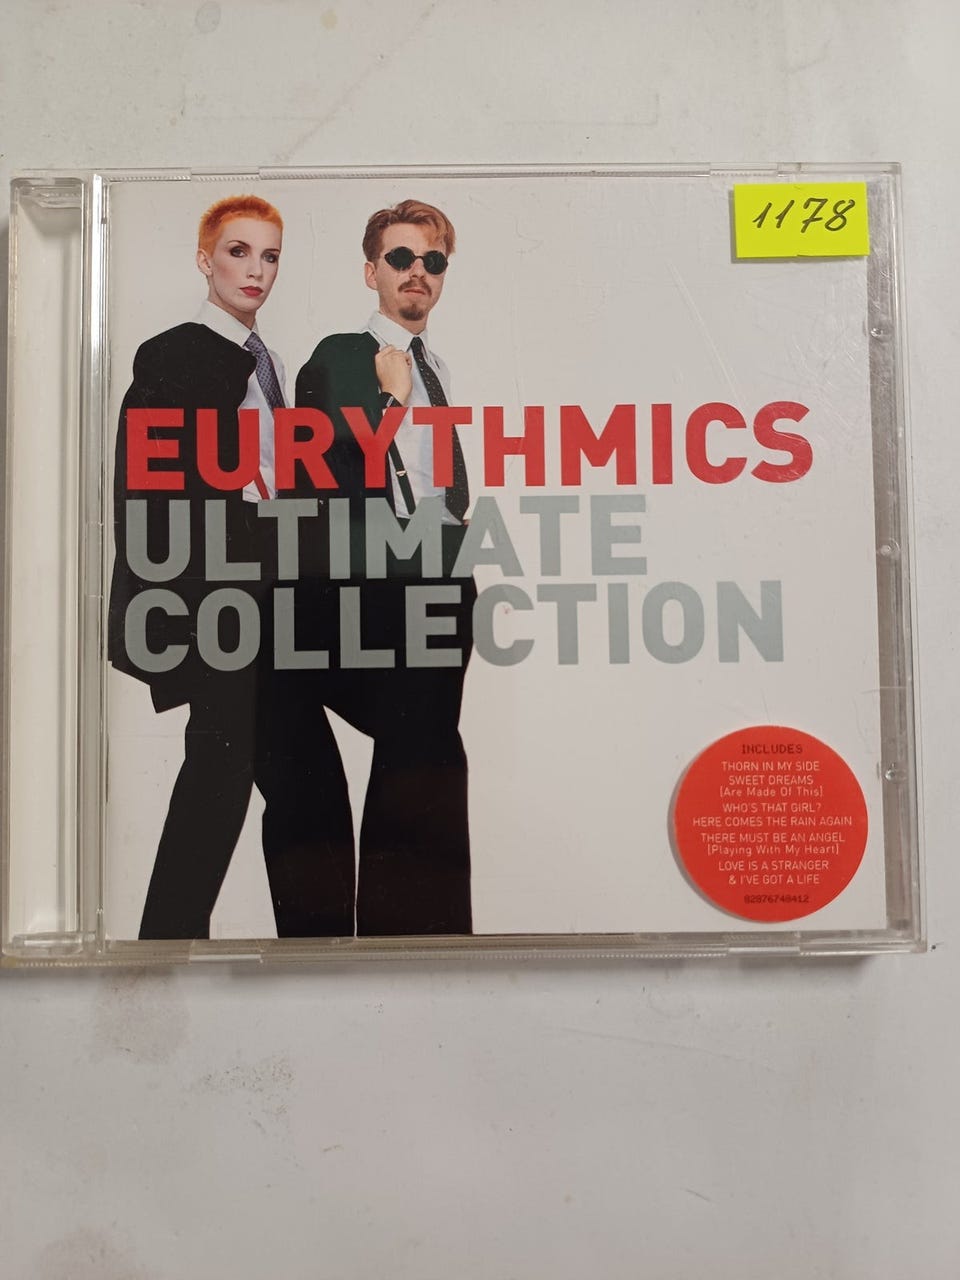 1178
EURYTHMICS
ULTIMATE
COLLECTION
INCLUDES
THORN IN MY SIDE
SWEET DREAMS
[Are Made Of This]
WHO'S THAT GIRL?
HERE COMES THE RAIN AGAIN
THERE MUST BE AN ANGEL
[Playing With My Heart]
LOVE IS A STRANGER
& I'VE GOT A LIFE
82876748412